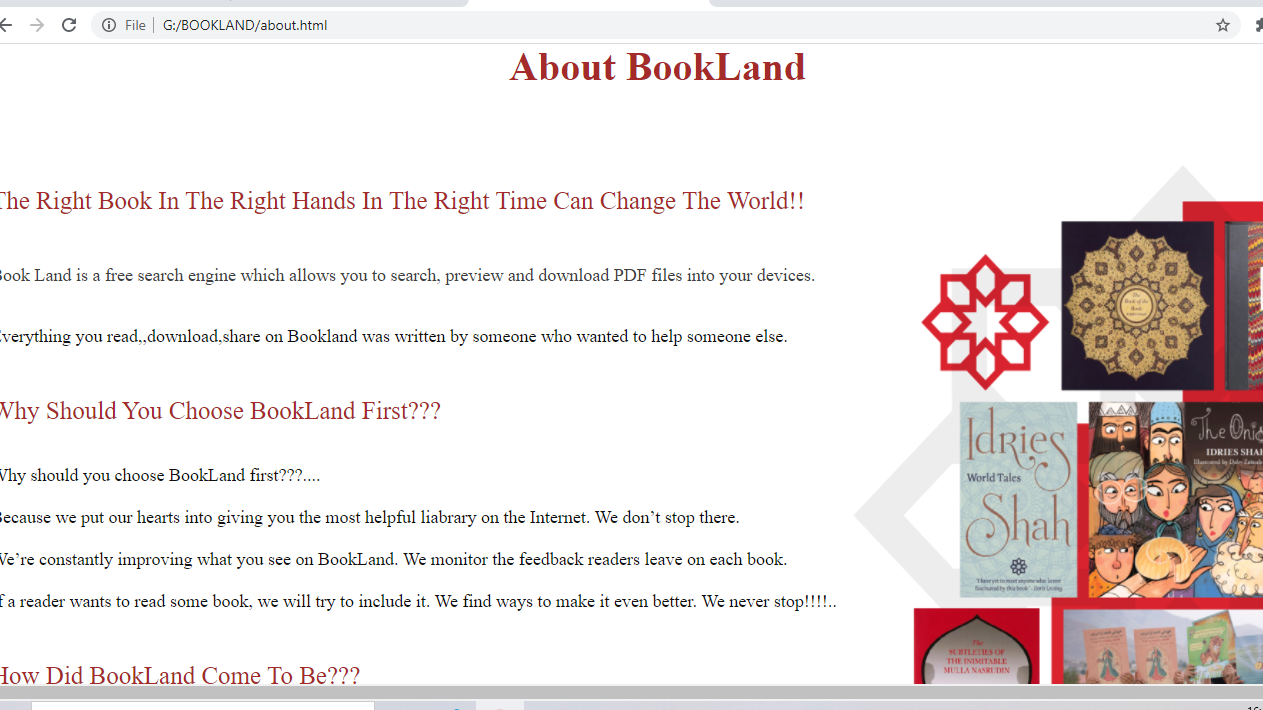 File
G:/BOOKLAND/about.html
About BookLand
The Right Book In The Right Hands In The Right Time Can Change The World!!
Book Land is a free search engine which allows you to search, preview and download PDF files into your devices.
Everything you read,,download,share on Bookland was written by someone who wanted to help someone else.
Why Should You Choose BookLand First???
Why should you choose BookLand first???....
Because we put our hearts into giving you the most helpful liabrary on the Internet. We don’t stop there.
We’re constantly improving what you see on BookLand. We monitor the feedback readers leave on each book.
If a reader wants to read some book, we will try to include it. We find ways to make it even better. We never stop!!!!..
How Did BookLand Come To Be???
The
Book of the
Book
Idries
World Tales
Shah
The
IDRIES
Illustrated by
The
SUBTLETIES OF
THE INIMITABLE
MULLA NASRUDIN